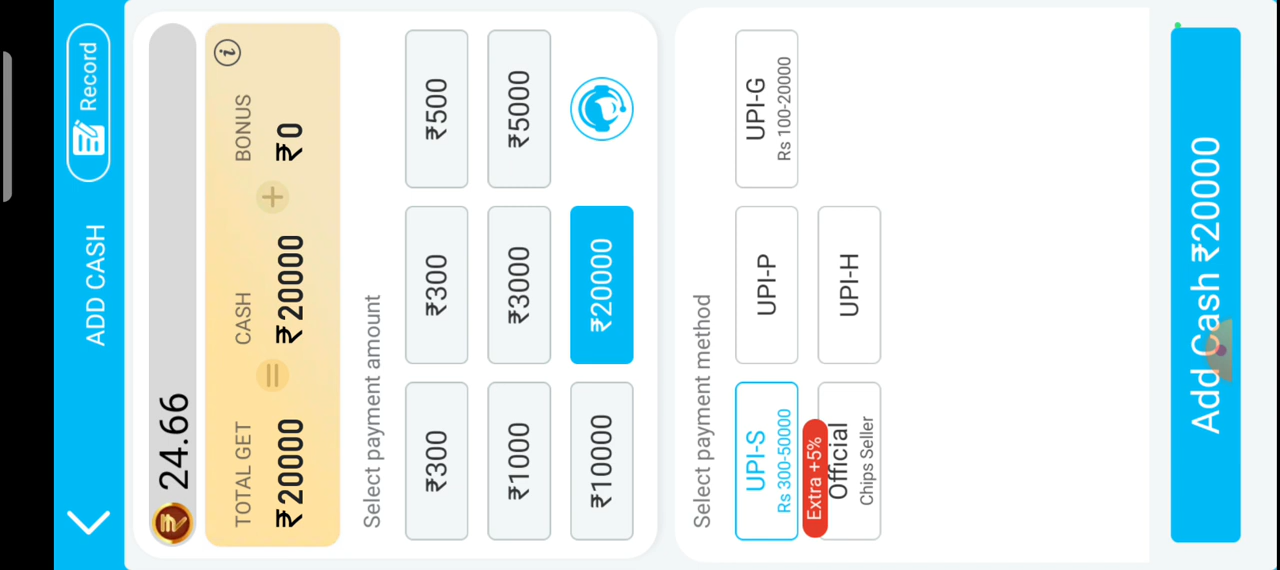 ADD CASH
Record
24.66
TOTAL GET
CASH
BONUS
₹20000
=
₹20000
+
₹0
i
Select payment amount
₹300
₹300
₹500
₹1000
₹3000
₹5000
₹10000
₹20000
Select payment method
UPI-S
Rs 300-50000
UPI-P
UPI-G
Rs 100-20000
Extra +5%
Official
Chips Seller
UPI-H
Add Cash ₹20000